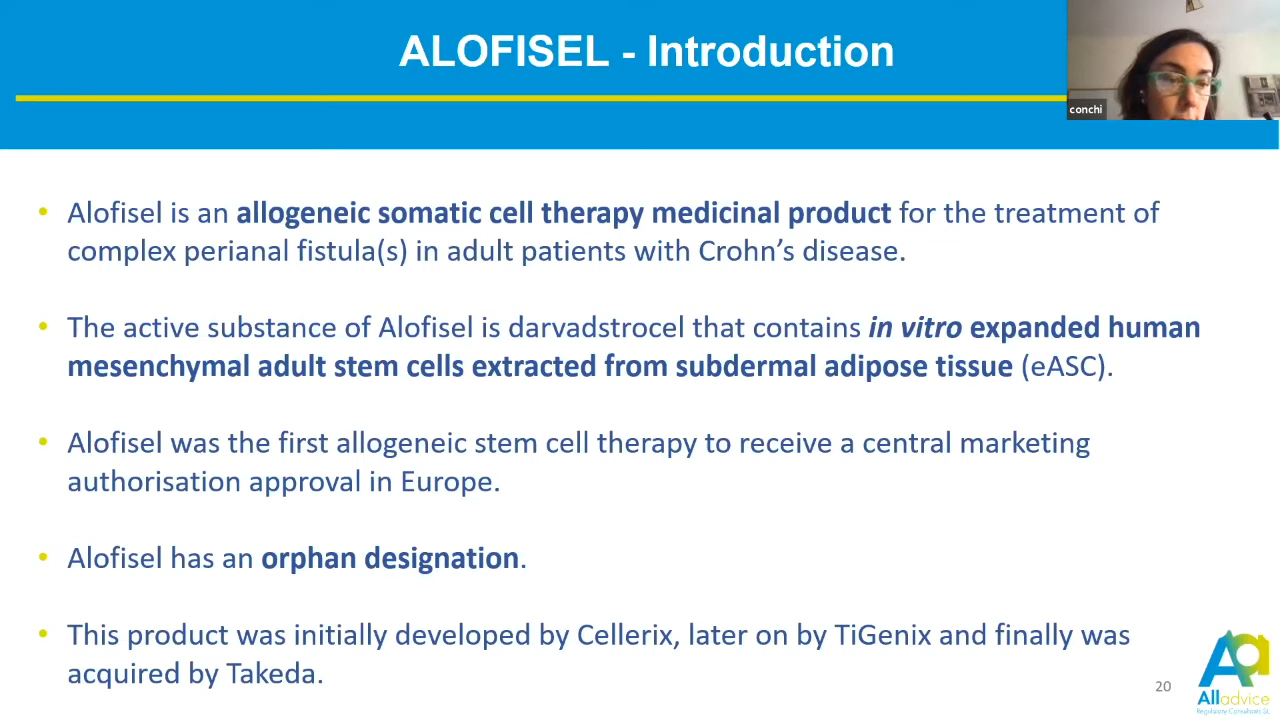 ALOFISEL - Introduction
conchi
• Alofisel is an allogeneic somatic cell therapy medicinal product for the treatment of
complex perianal fistula(s) in adult patients with Crohn’s disease.
• The active substance of Alofisel is darvadstrocel that contains in vitro expanded human
mesenchymal adult stem cells extracted from subdermal adipose tissue (eASC).
• Alofisel was the first allogeneic stem cell therapy to receive a central marketing
authorisation approval in Europe.
• Alofisel has an orphan designation.
• This product was initially developed by Cellerix, later on by TiGenix and finally was
acquired by Takeda.
20
Alladvice
Regulatory Consultants SL